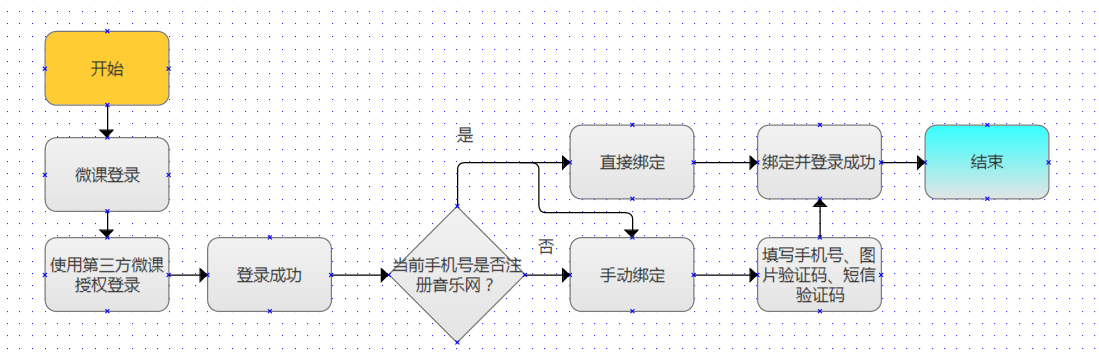 开始
微课登录
使用第三方微课
授权登录
登录成功
当前手机号是否注
册音乐网？
是
否
直接绑定
手动绑定
绑定并登录成功
填写手机号、图
片验证码、短信
验证码
结束